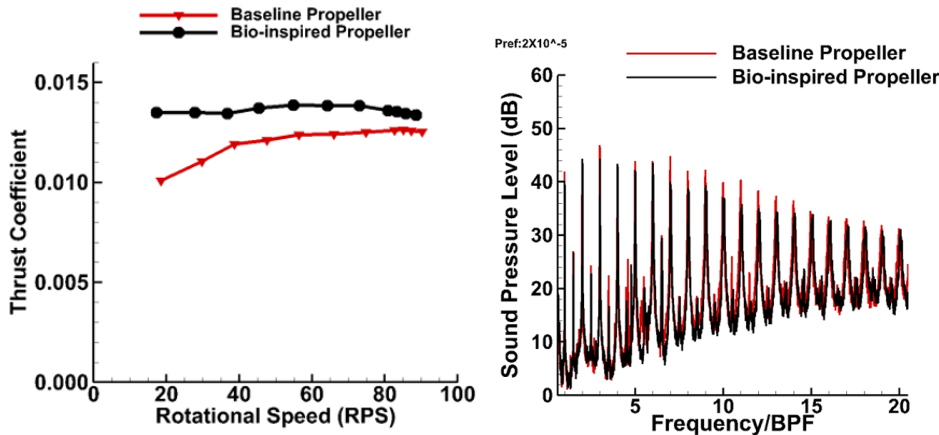 Baseline Propeller
Bio-inspired Propeller
0.015
0.010
0.005
0.000
Thrust Coefficient
0 20 40 60 80 100
Rotational Speed (RPS)
Pref:2X10^-5
Baseline Propeller
Bio-inspired Propeller
60
50
40
30
20
10
0
Sound Pressure Level (dB)
5 10 15 20
Frequency/BPF